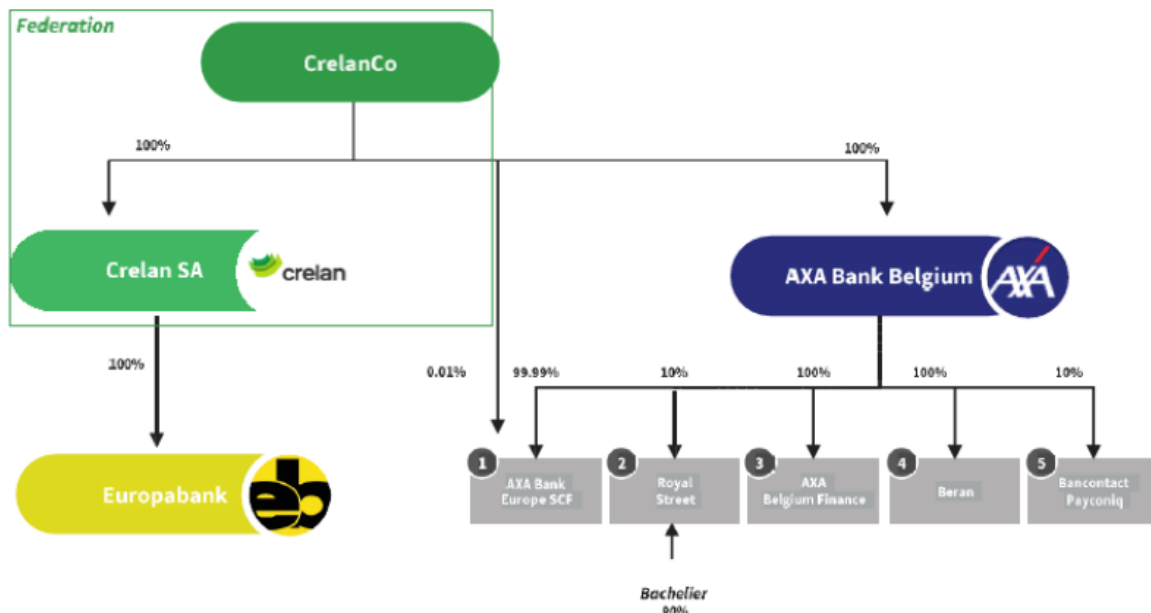 Federation
CrelanCo
100%
100%
Crelan SA
crelan
AXA Bank Belgium
AXA
100%
0.01%
99.99%
10%
100%
100%
10%
1
2
3
4
5
AXA Bank
Europe SCF
Royal
Street
AXA
Belgium Finance
Beran
Bancontact
Payconiq
Europabank
eb
Bachelier
90%